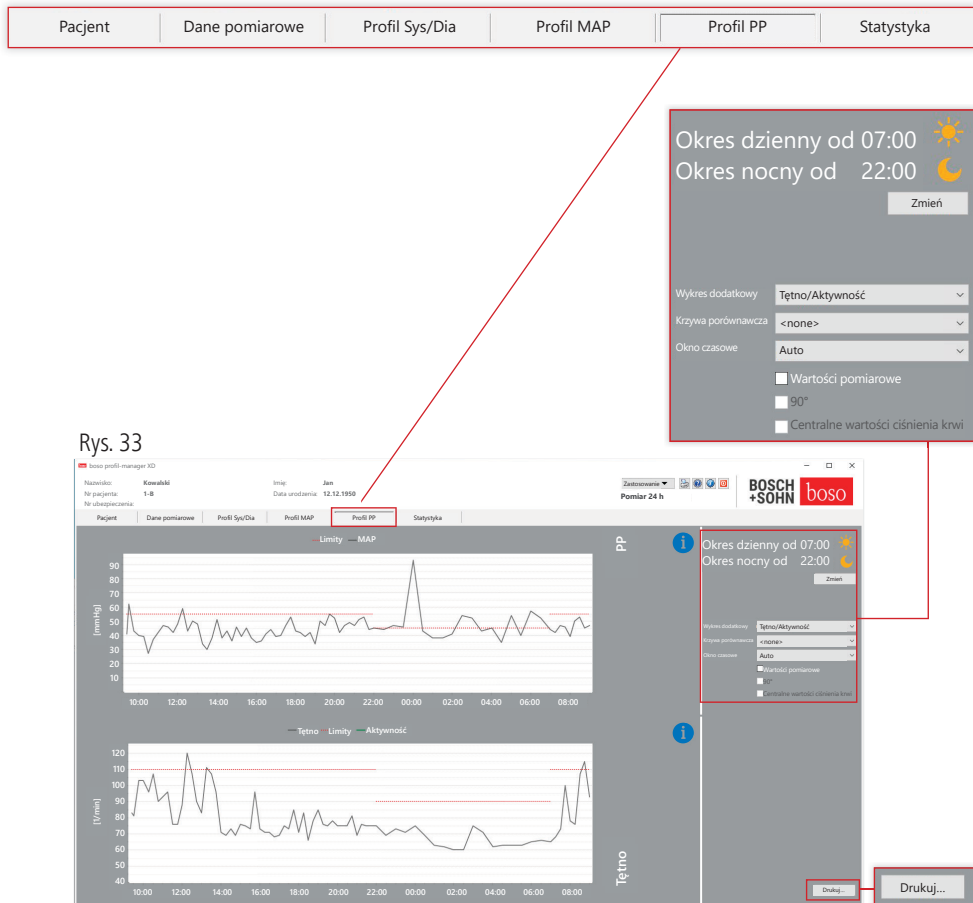 Pacjent Dane pomiarowe Profil Sys/Dia Profil MAP Profil PP Statystyka
Okres dzienny od 07:00
Okres nocny od 22:00
Zmień
Wykres dodatkowy Tętno/Aktywność
Krzywa porównawcza <none>
Okno czasowe Auto
Wartości pomiarowe
90°
Centralne wartości ciśnienia krwi
Rys. 33
boso boso profil-manager XD
Nazwisko: Kowalski Imię: Jan
Nr pacjenta: 1-8 Data urodzenia: 12.12.1950
Nr ubezpieczenia:
Zastosowanie
Pomiar 24 h
BOSCH
+SOHN
boso
Pacjent Dane pomiarowe Profil Sys/Dia Profil MAP Profil PP Statystyka
Limity MAP
PP
[mmHg]
90
80
70
60
50
40
30
20
10
10:00 12:00 14:00 16:00 18:00 20:00 22:00 00:00 02:00 04:00 06:00 08:00
i
Okres dzienny od 07:00
Okres nocny od 22:00
Zmień
Wykres dodatkowy Tętno/Aktywność
Krzywa porównawcza <none>
Okno czasowe Auto
Wartości pomiarowe
90°
Centralne wartości ciśnienia krwi
Tętno Limity Aktywność
i
[1/min]
120
110
100
90
80
70
60
50
40
10:00 12:00 14:00 16:00 18:00 20:00 22:00 00:00 02:00 04:00 06:00 08:00
Tętno
Drukuj...
Drukuj...